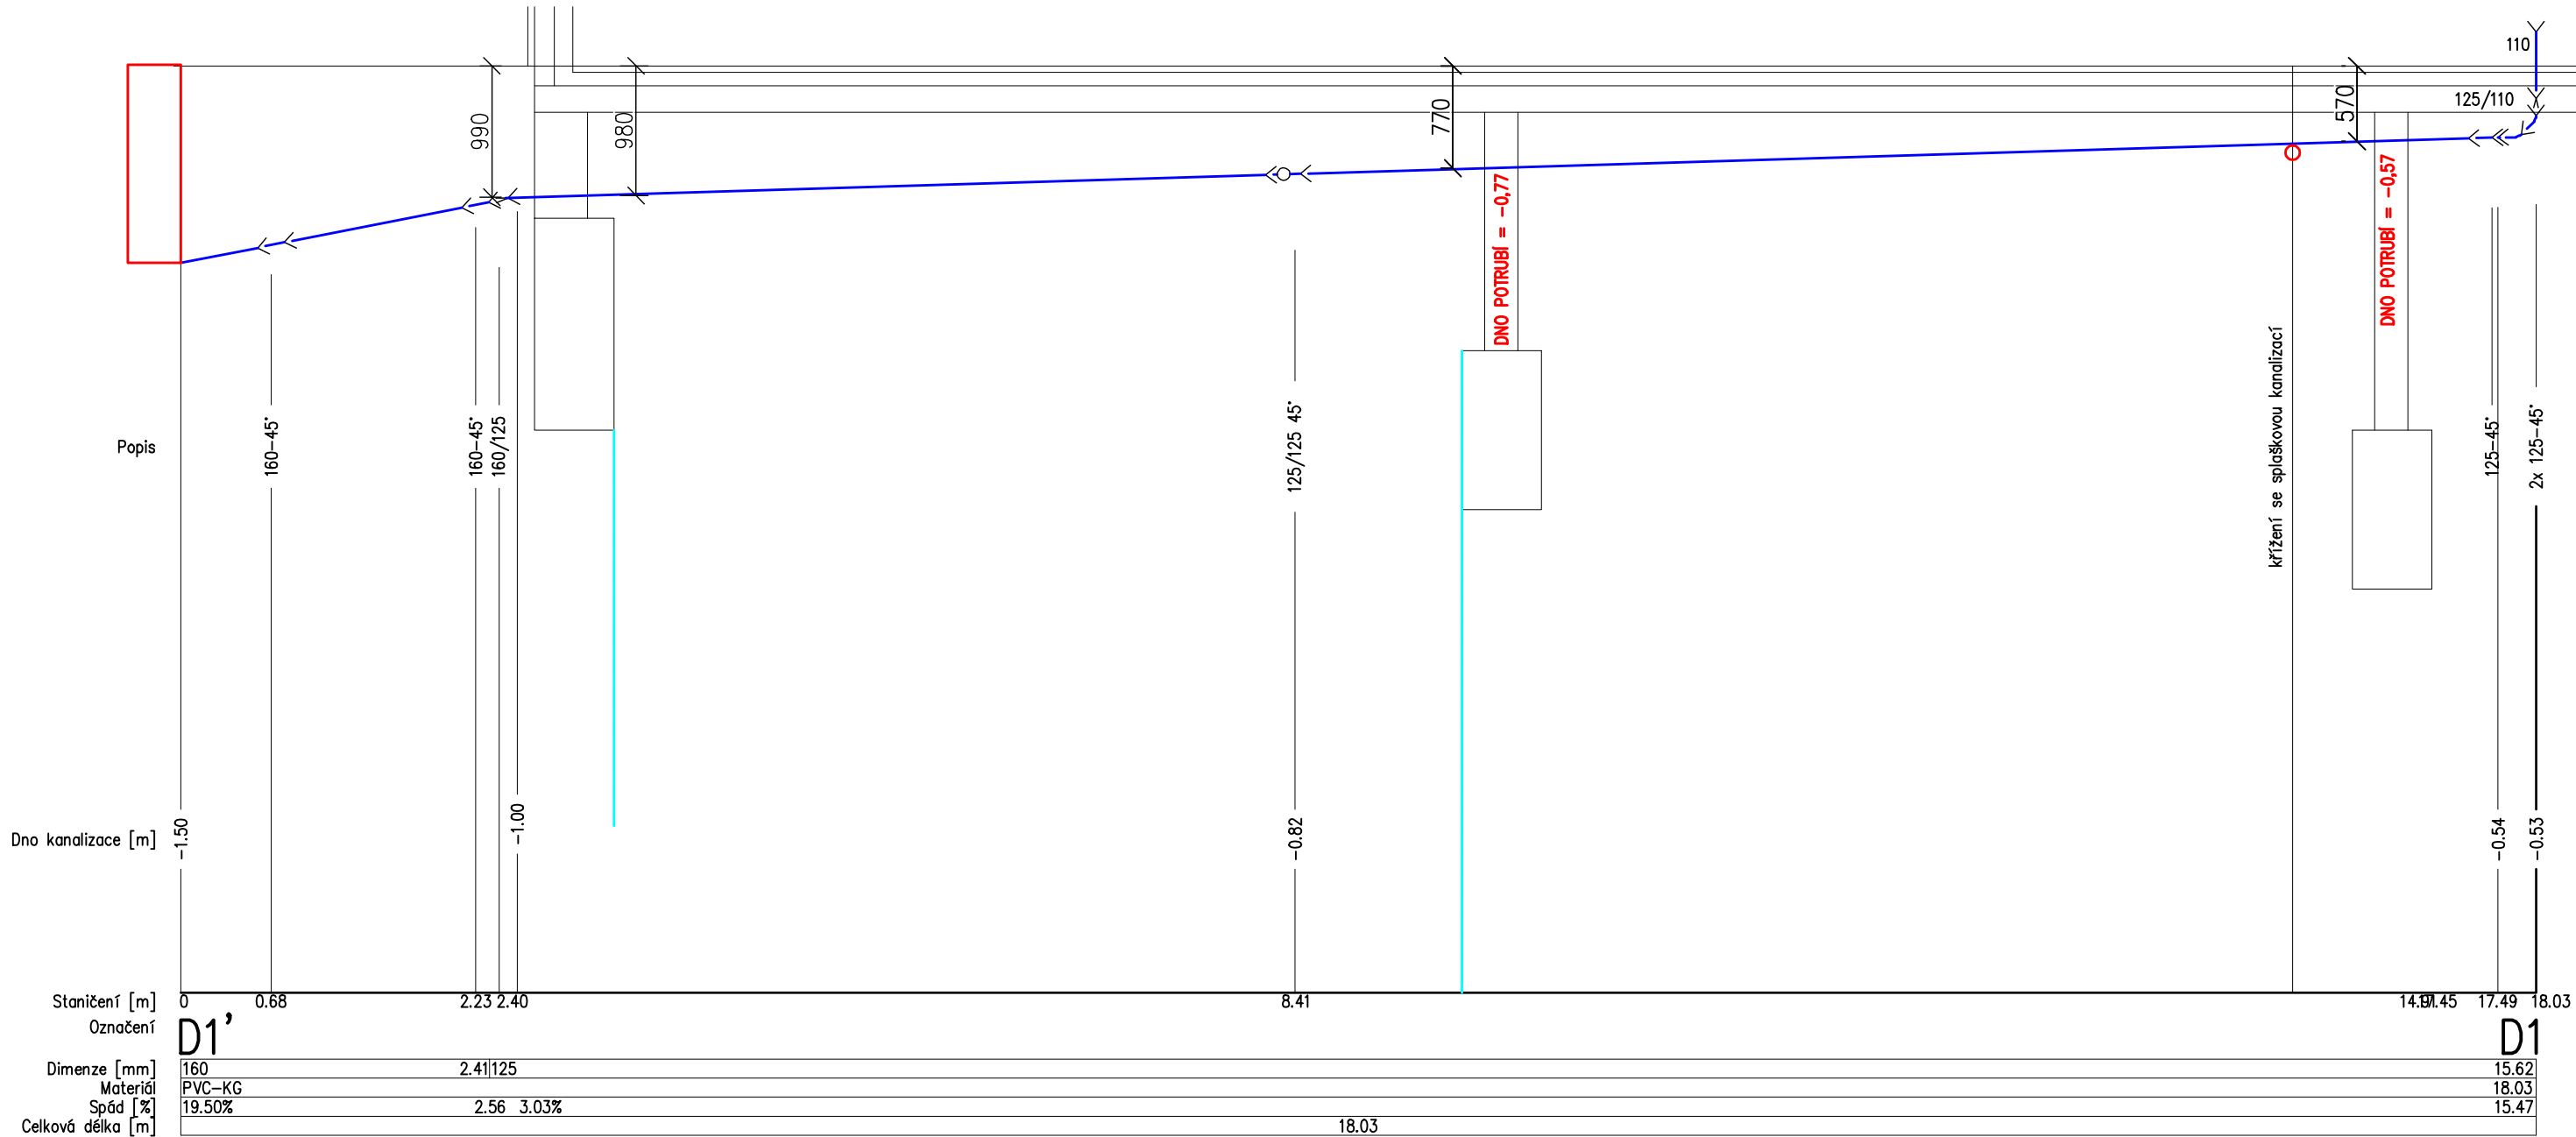 110
125/110
990
980
770
570
DNO POTRUBÍ = -0,77
DNO POTRUBÍ = -0,57
křížení se splaškovou kanalizací
Popis
160-45°
160-45°
160/125
125/125 45°
125-45°
2x 125-45°
Dno kanalizace [m]
-1.50
-1.00
-0.82
-0.54
-0.53
Staničení [m] 0 0.68 2.23 2.40 8.41 17.45 17.49 18.03
Označení
D1' D1
Dimenze [mm] 160 2.41 125 15.62
Materiál PVC-KG 18.03
Spád [%] 19.50% 2.56 3.03% 15.47
Celková délka [m] 18.03